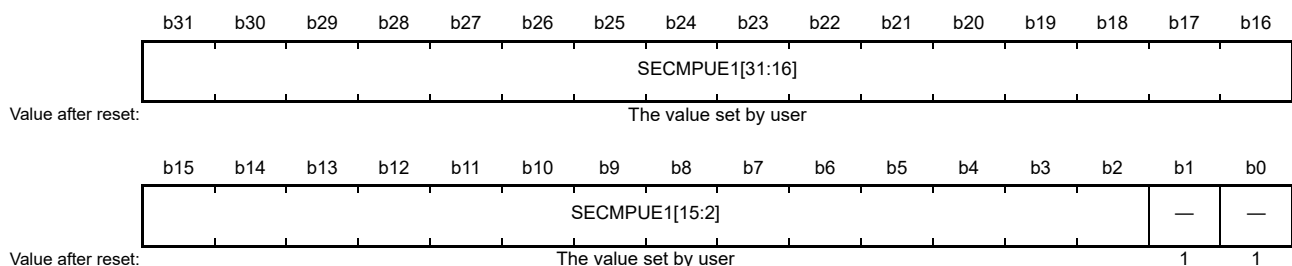 b31 b30 b29 b28 b27 b26 b25 b24 b23 b22 b21 b20 b19 b18 b17 b16
SECMPUE1[31:16]
Value after reset: The value set by user
b15 b14 b13 b12 b11 b10 b9 b8 b7 b6 b5 b4 b3 b2 b1 b0
SECMPUE1[15:2] — —
Value after reset: The value set by user 1 1